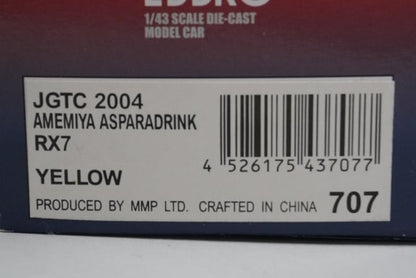 EBBRO
1/43 SCALE DIE-CAST
MODEL CAR
JGTC 2004
AMEMIYA ASPARADRINK
RX7
4 526175 437077
YELLOW
PRODUCED BY MMP LTD. CRAFTED IN CHINA 707